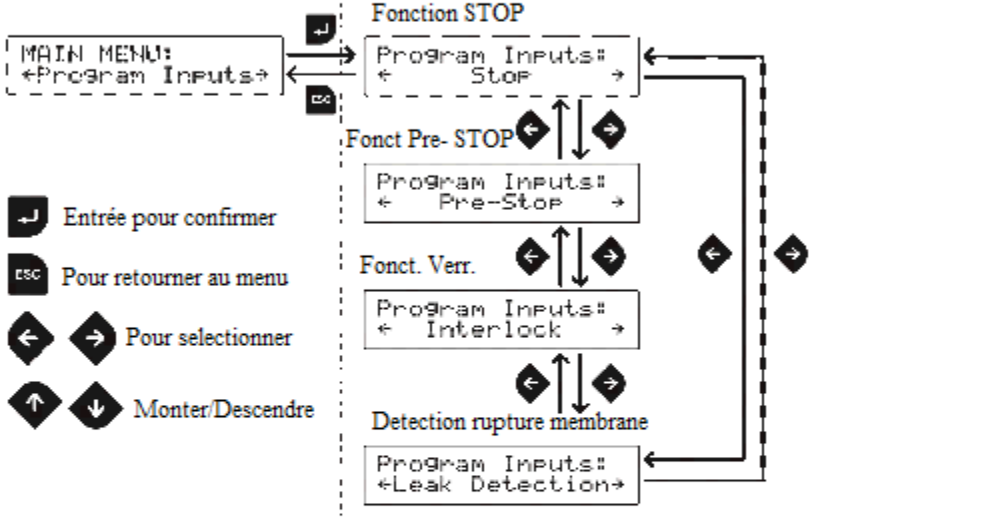 Fonction STOP
MAIN MENU:
←Program Inputs→
ESC
Program Inputs:
← Stop →
Fonct Pre- STOP
Program Inputs:
← Pre-Stop →
Entrée pour confirmer
ESC Pour retourner au menu
Pour selectionner
Monter/Descendre
Fonct. Verr.
Program Inputs:
← Interlock →
Detection rupture membrane
Program Inputs:
←Leak Detection→